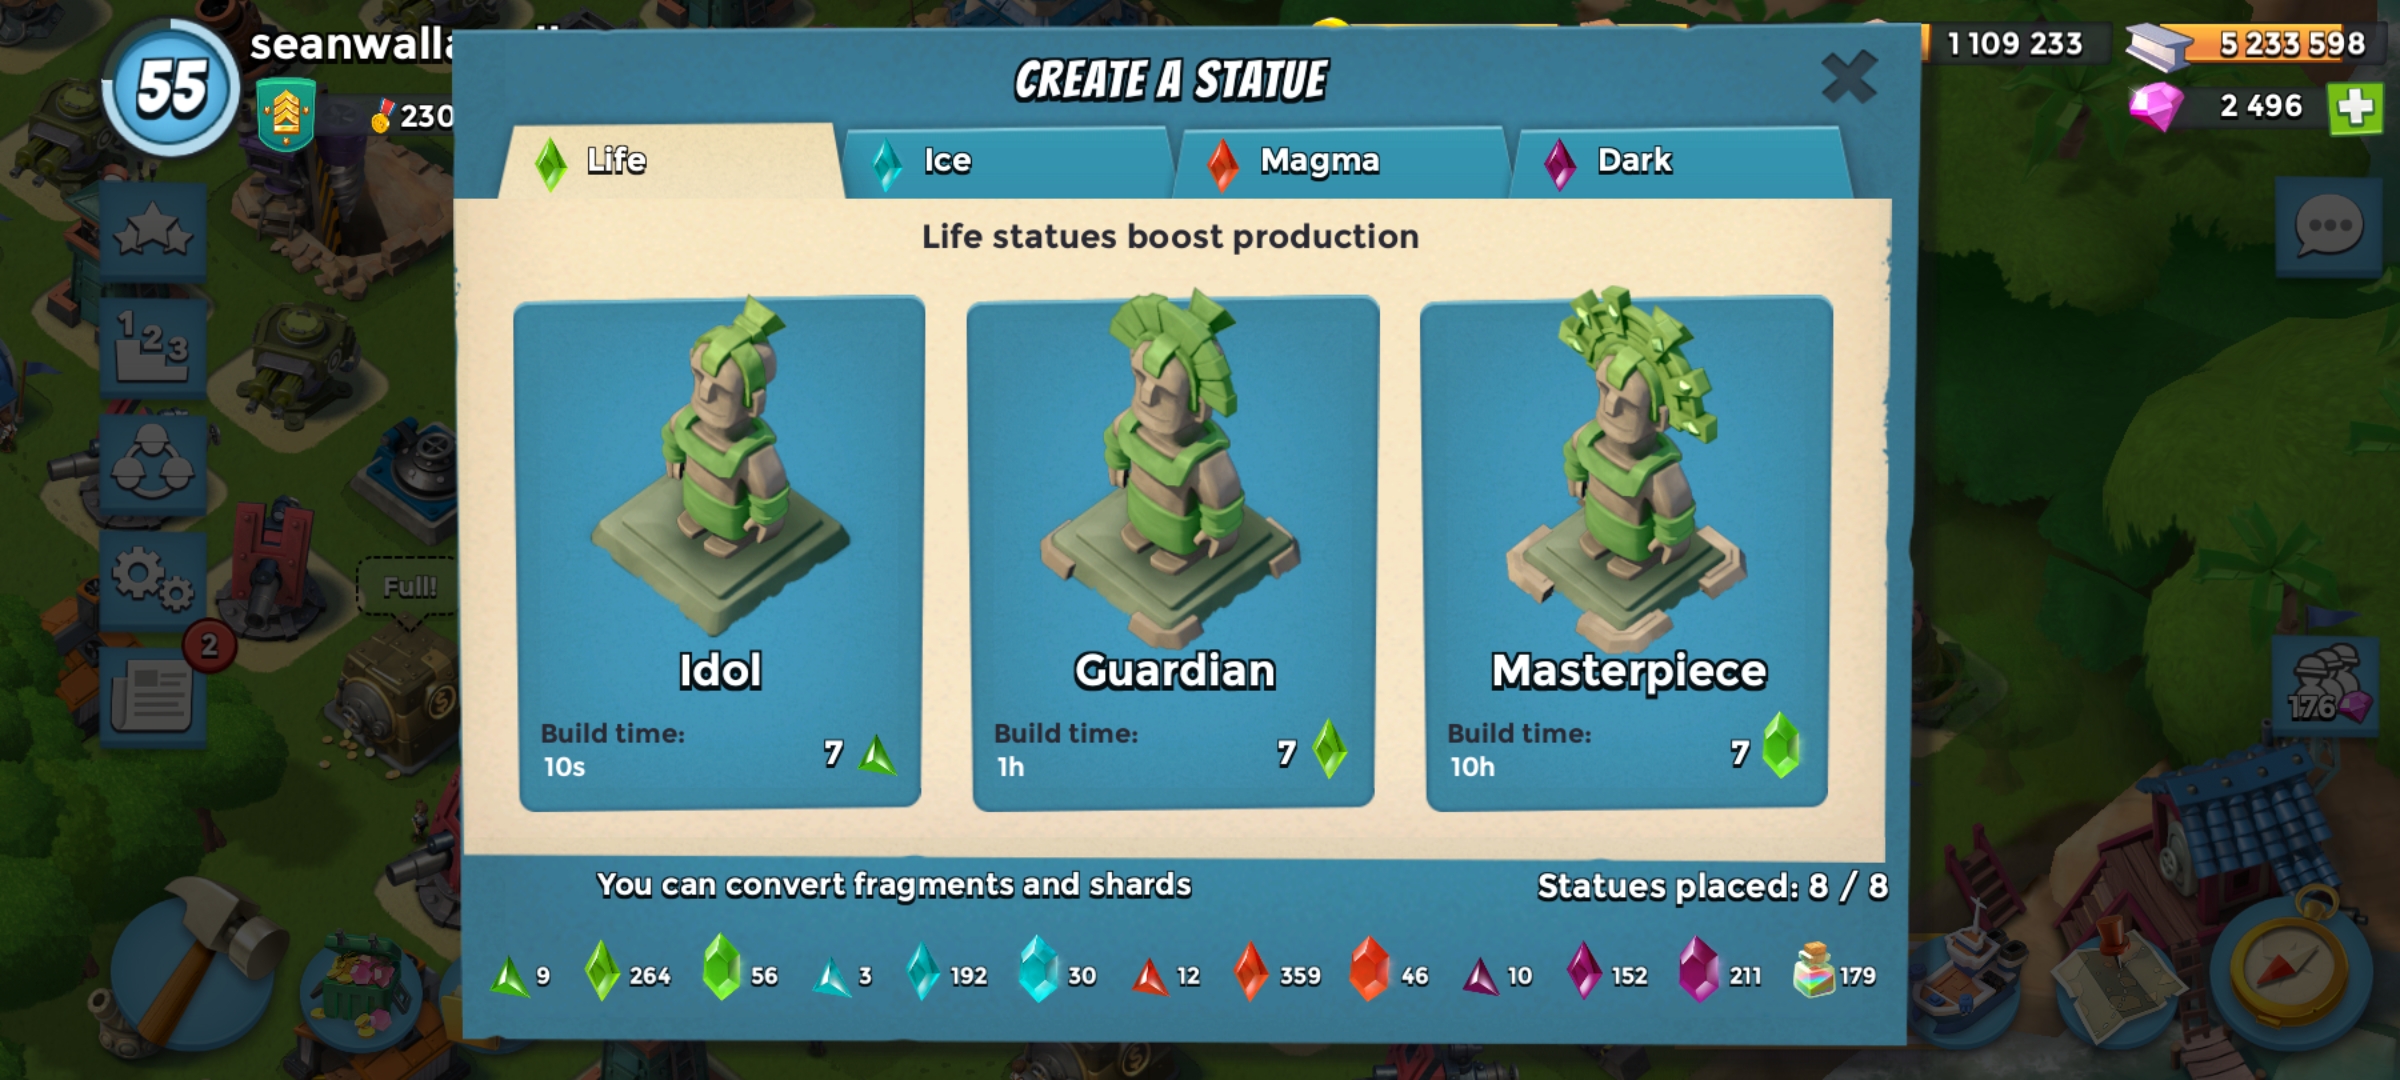 55
230
1 109 233
5 233 598
2 496
CREATE A STATUE
Life
Ice
Magma
Dark
Life statues boost production
123
Full!
2
Idol
Build time:
10s
7
Guardian
Build time:
1h
7
Masterpiece
Build time:
10h
7
176
You can convert fragments and shards
Statues placed: 8 / 8
9 264 56 3 192 30 12 359 46 10 152 211 179